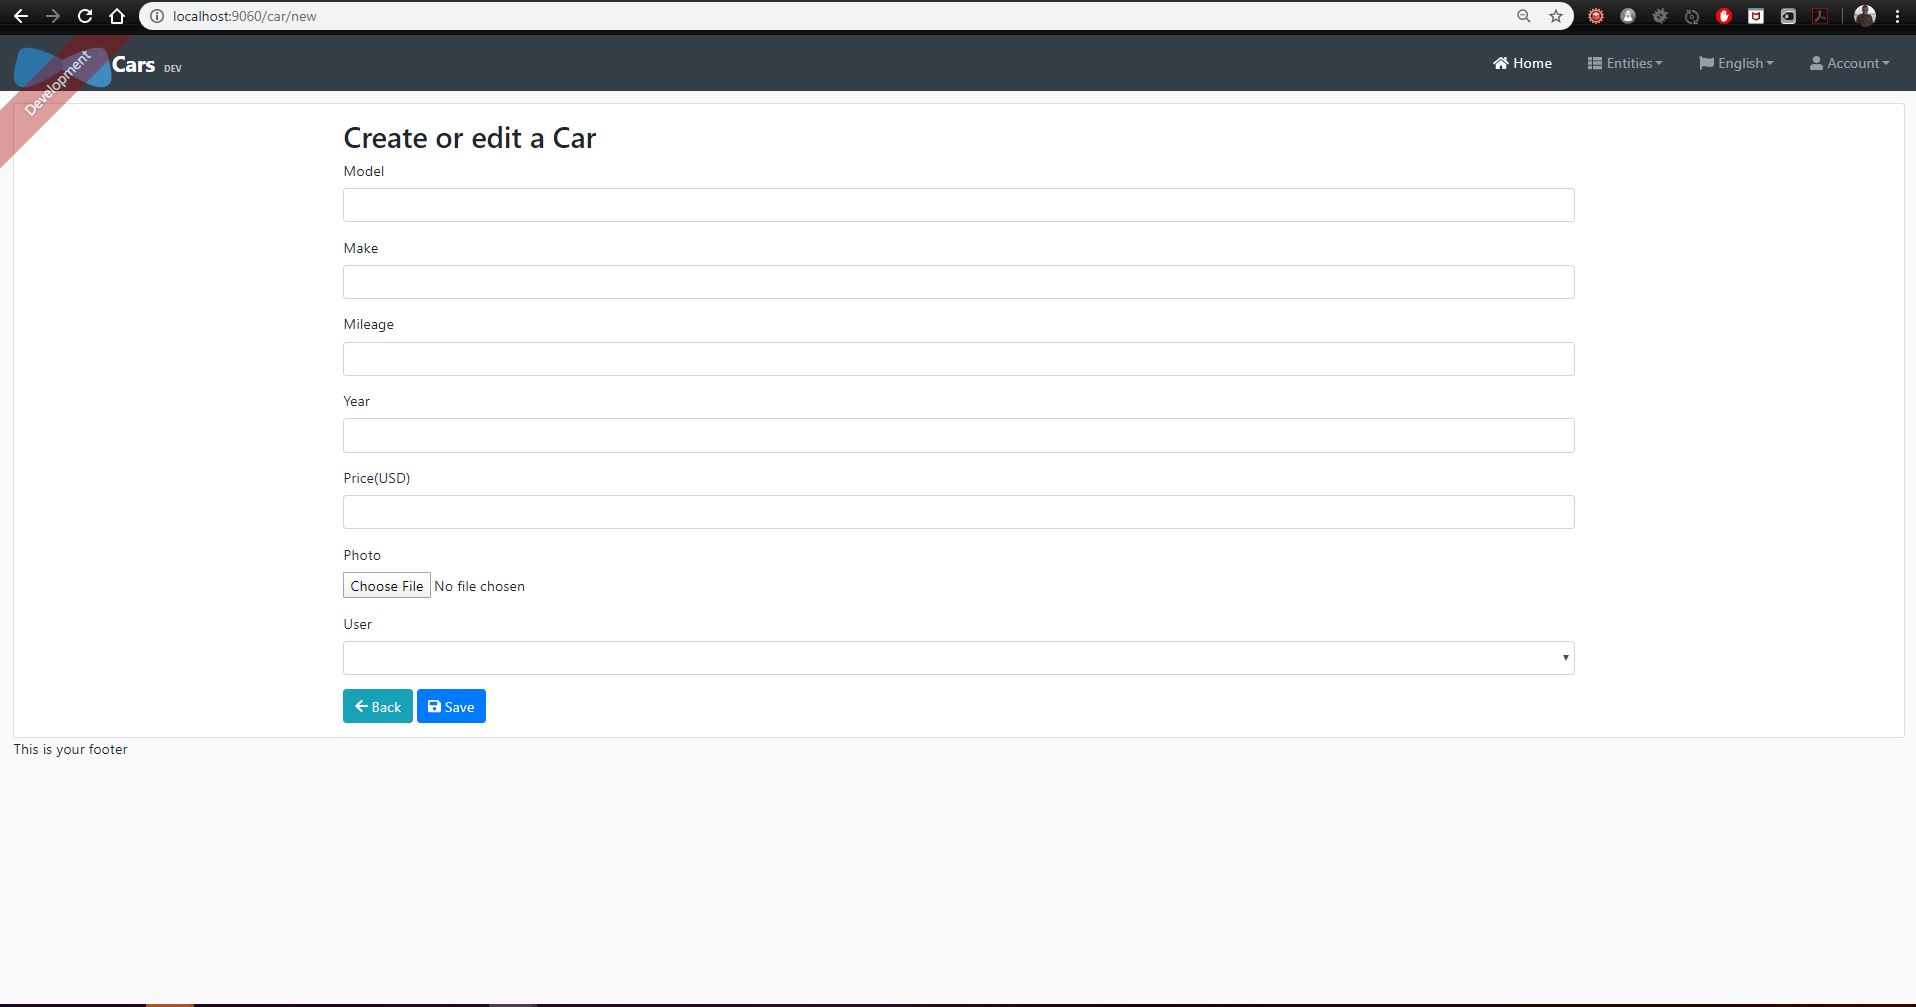 localhost:9060/car/new
Development
Cars DEV
Home
Entities
English
Account
Create or edit a Car
Model
Make
Mileage
Year
Price(USD)
Photo
Choose File No file chosen
User
Back
Save
This is your footer